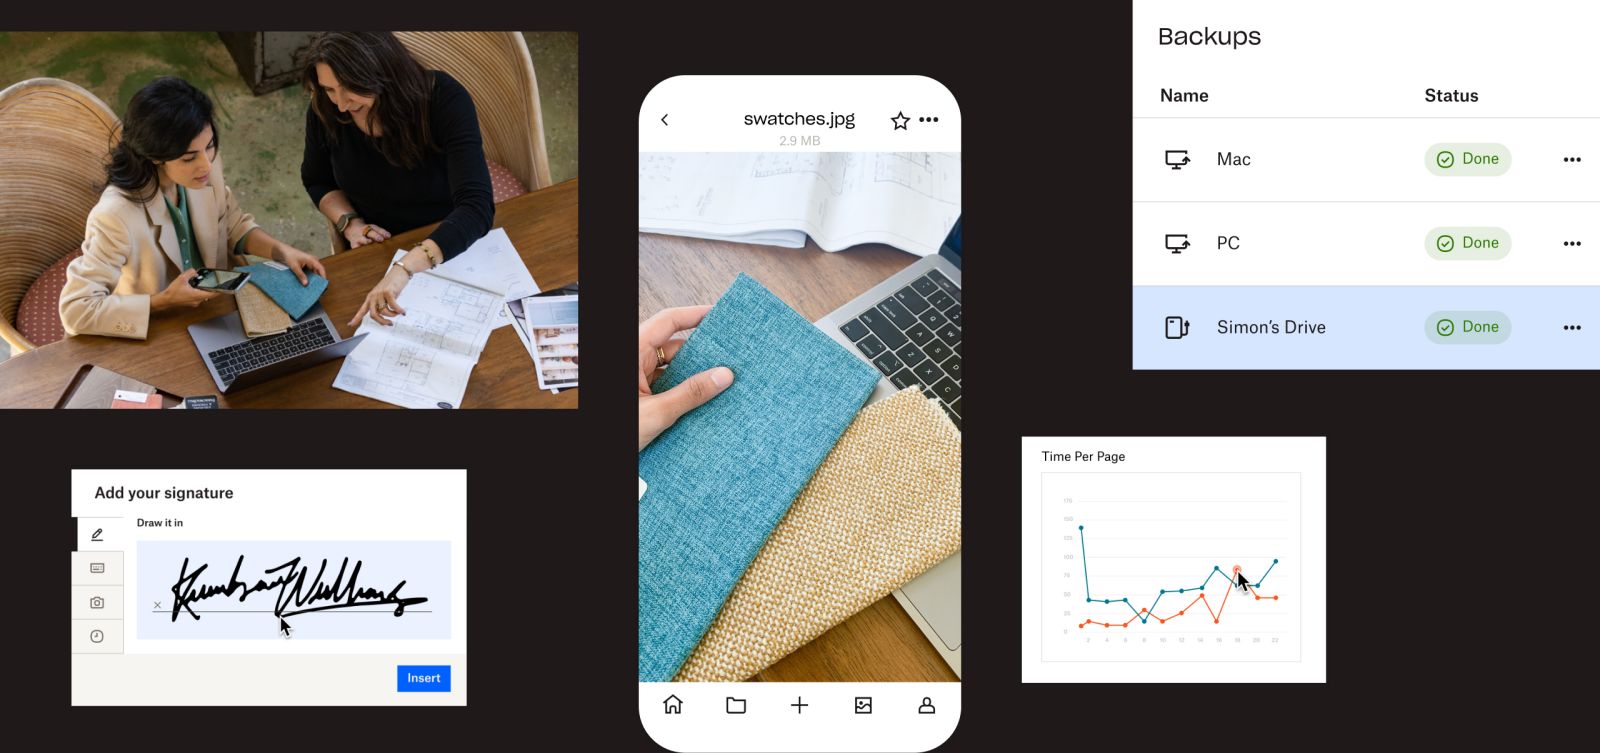 Backups
Name Status
Mac Done
PC Done
Simon's Drive Done
swatches.jpg
2.9 MB
Add your signature
Draw it in
Insert
Time Per Page
175
150
125
100
75
50
25
0
2 4 6 8 10 12 14 16 18 20 22